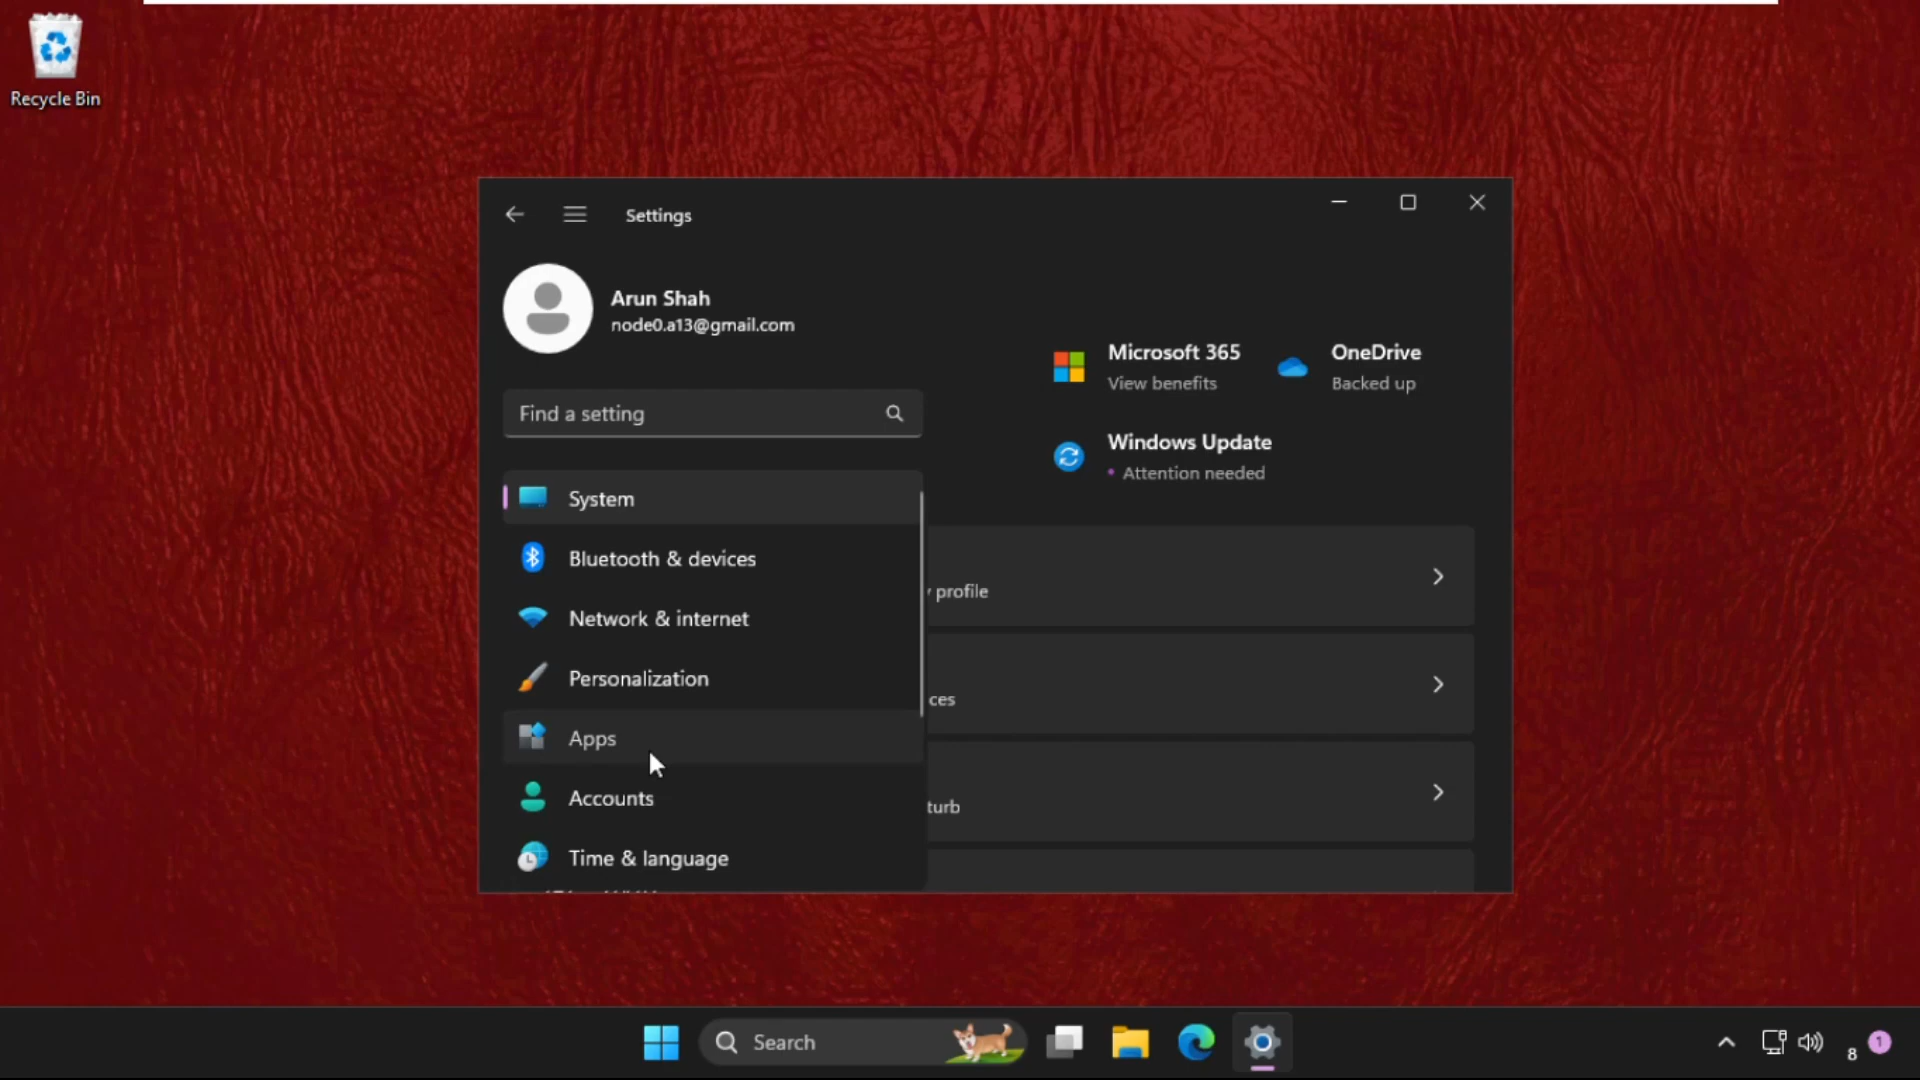 Recycle Bin
Settings
Arun Shah
node0.a13@gmail.com
Find a setting
Microsoft 365
View benefits
OneDrive
Backed up
Windows Update
Attention needed
System
Bluetooth & devices
Network & internet
Personalization
Apps
Accounts
Time & language
profile
ces
turb
Search
8
1